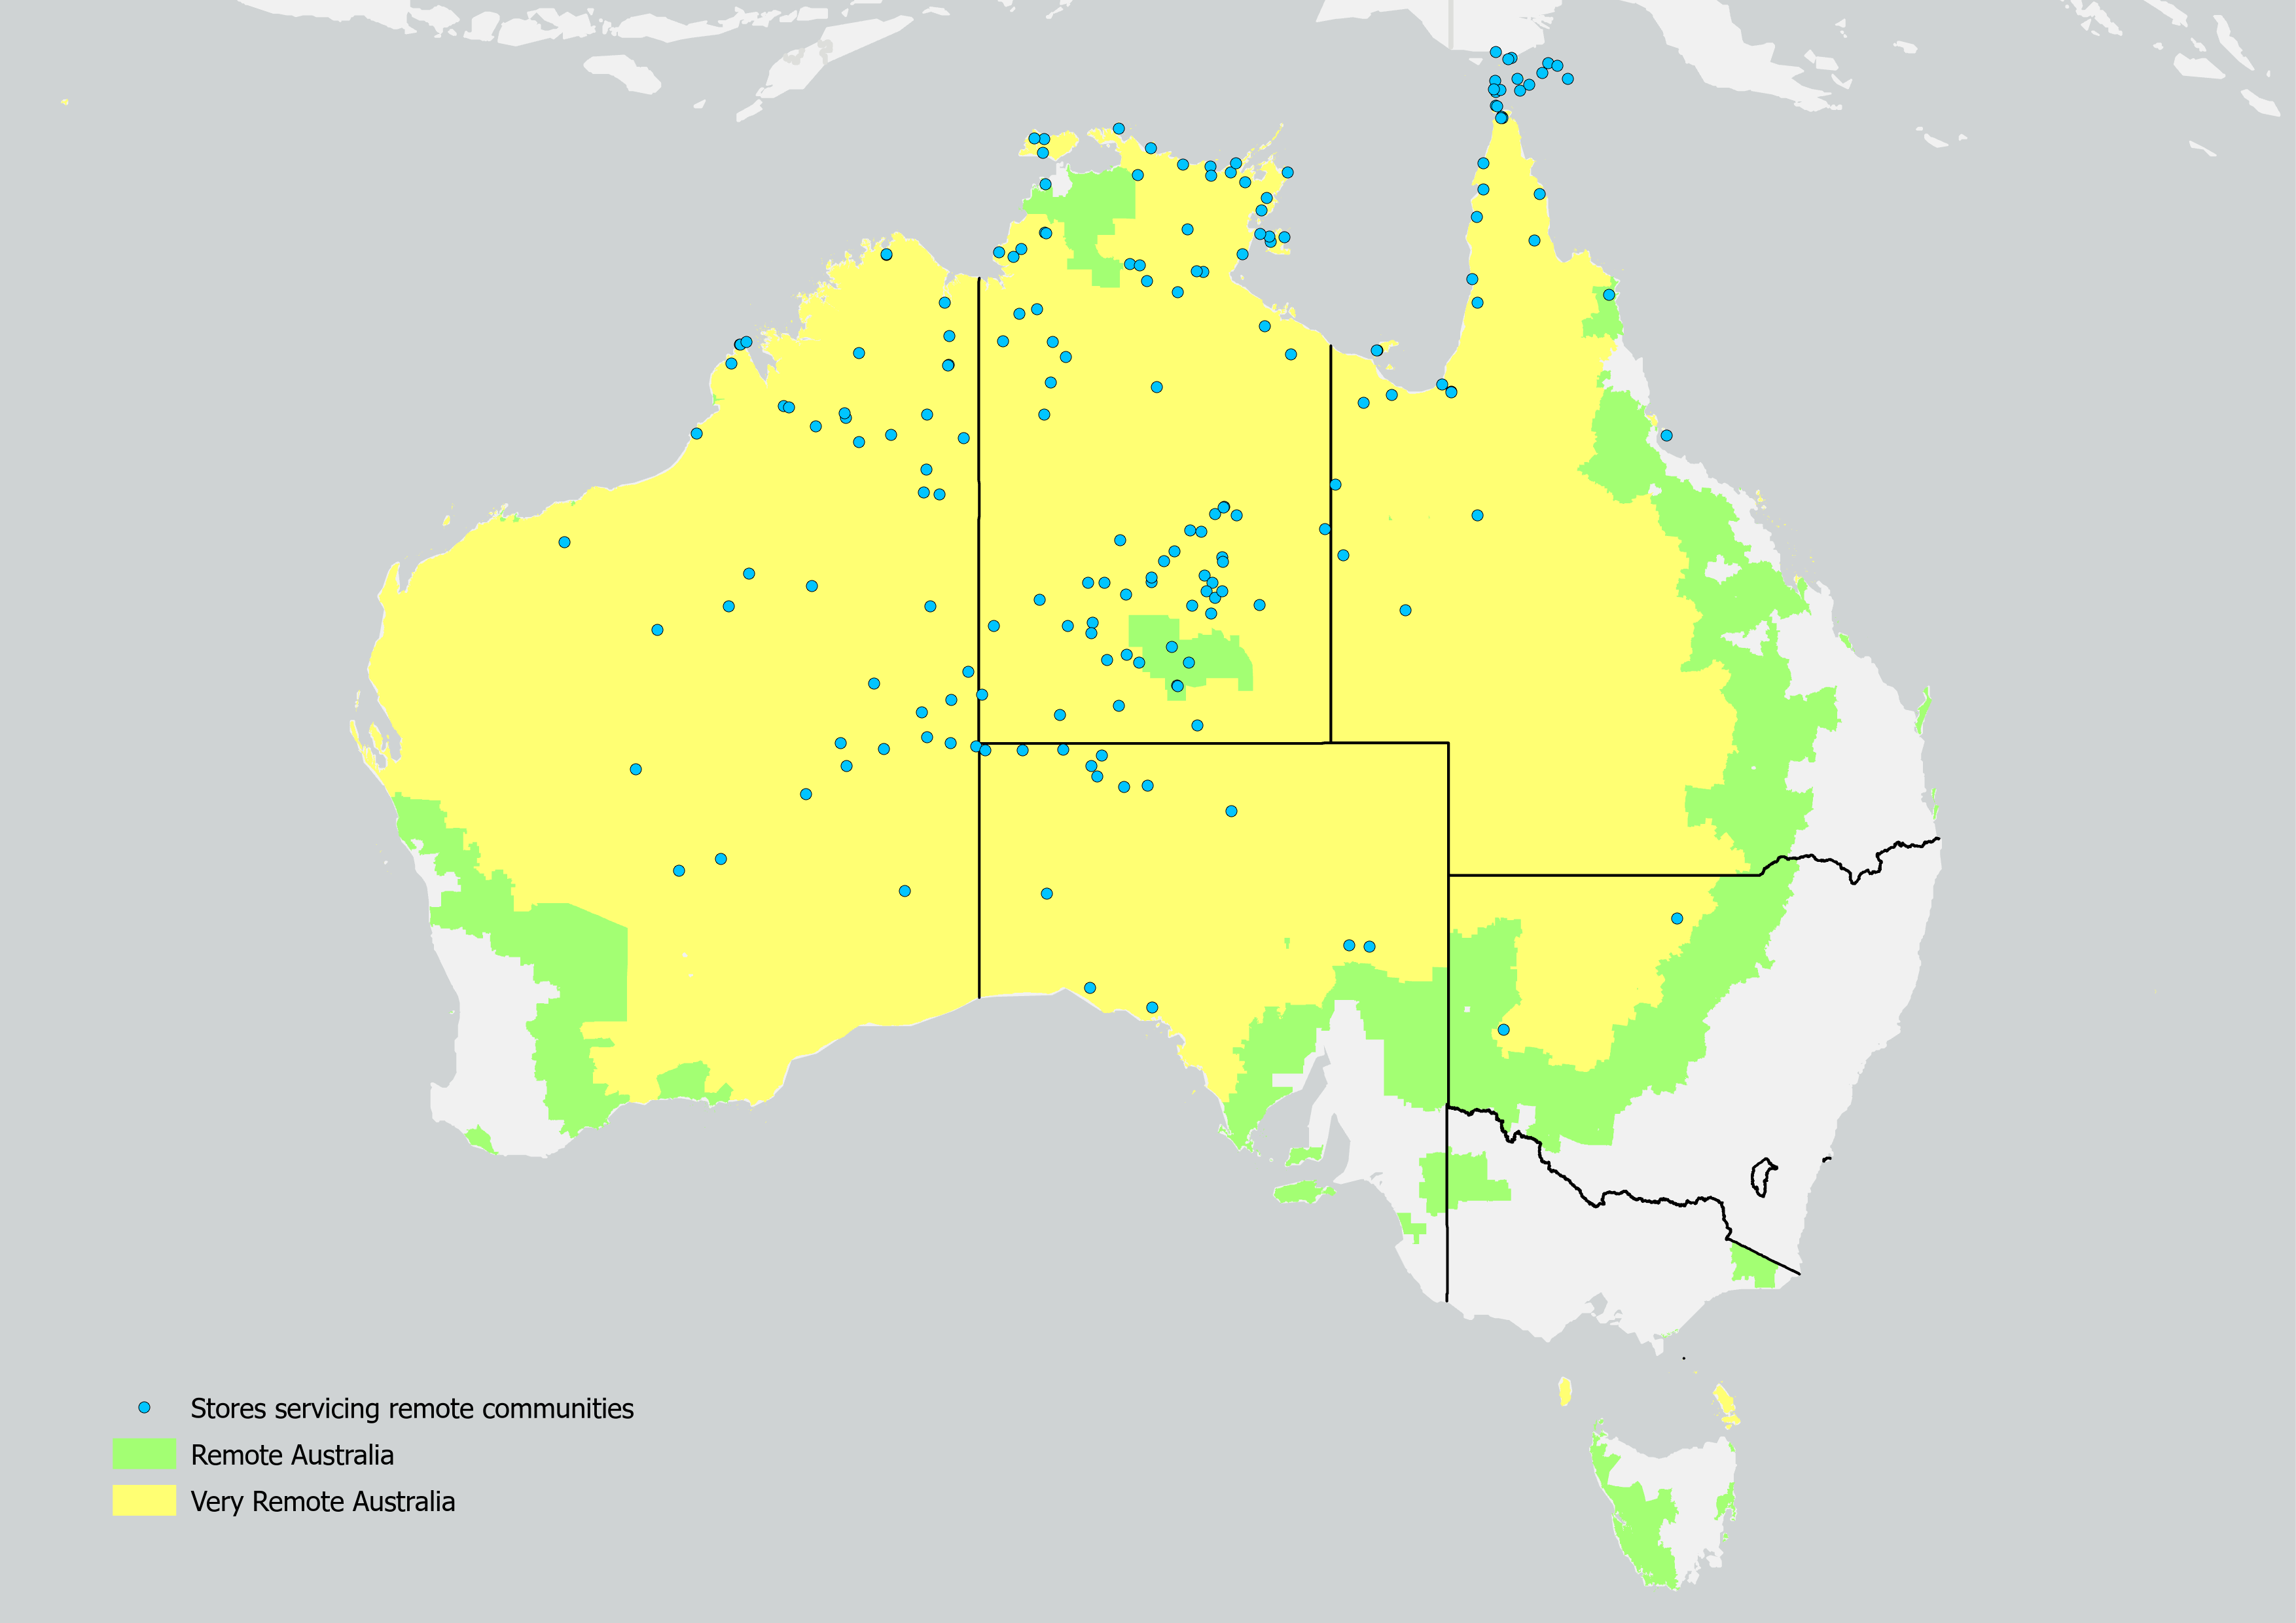 Stores servicing remote communities
Remote Australia
Very Remote Australia